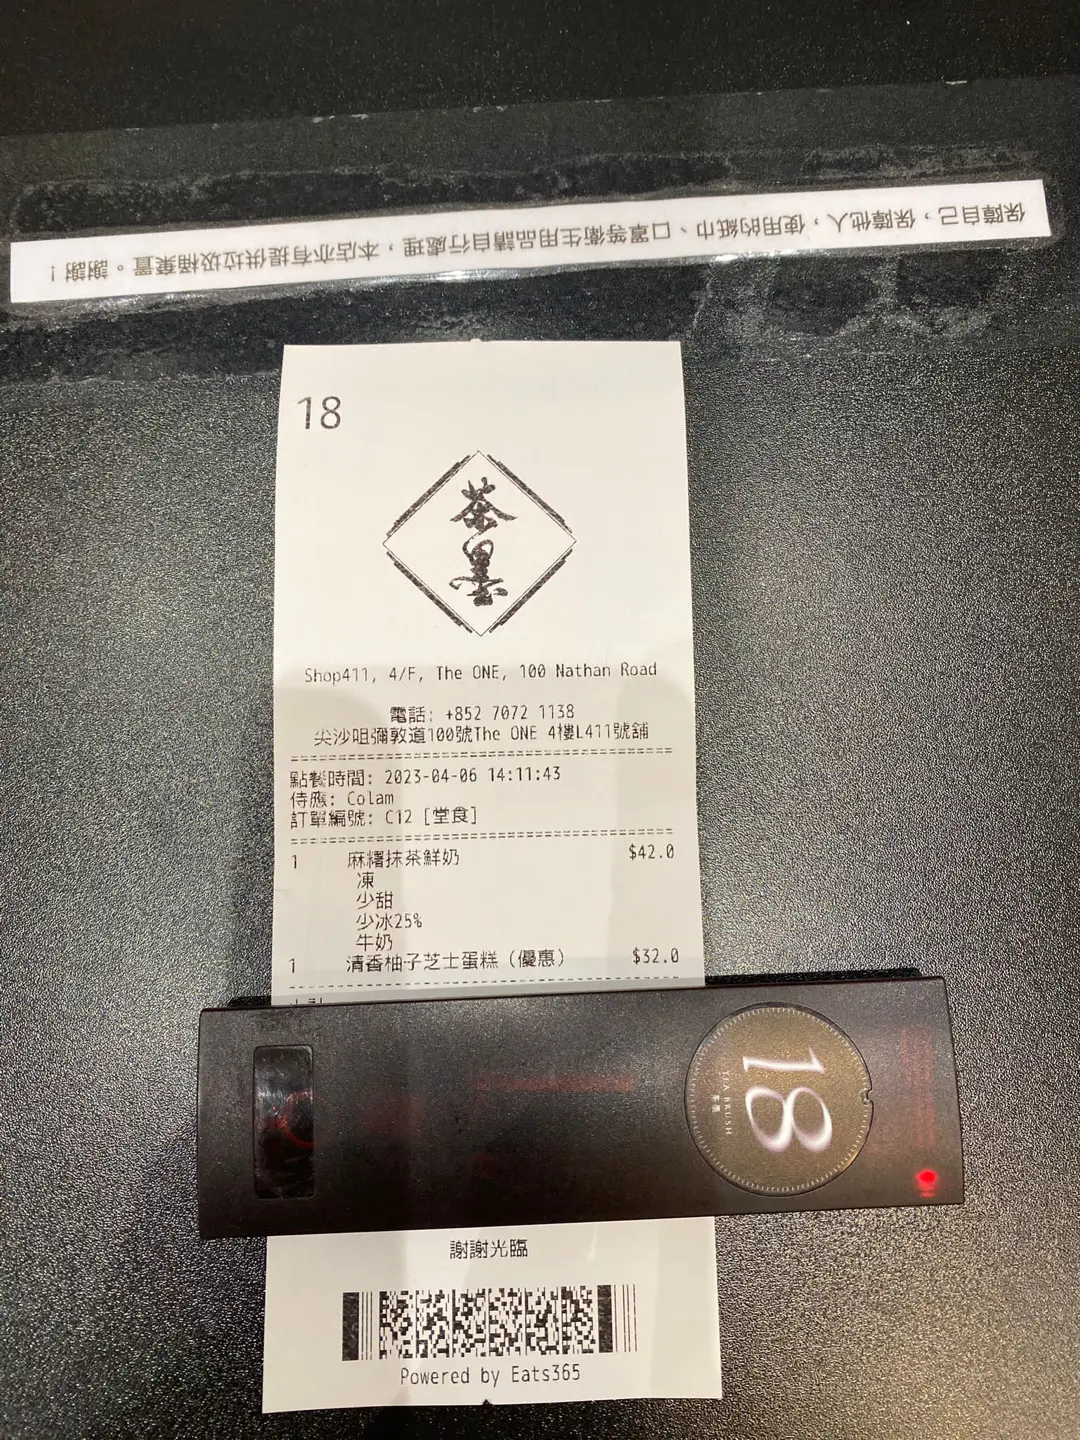 保障自己，保障他人，使用的紙巾、口罩等衛生用品請自行處理，本店亦有提供垃圾桶棄置。謝謝！
18
茶墨
Shop411, 4/F, The ONE, 100 Nathan Road
電話: +852 7072 1138
尖沙咀彌敦道100號The ONE 4樓L411號舖
點餐時間: 2023-04-06 14:11:43
侍應: Colam
訂單編號: C12 [堂食]
1 麻糬抹茶鮮奶 $42.0
凍
少甜
少冰25%
牛奶
1 清香柚子芝士蛋糕（優惠） $32.0
18
TEA BRUSH
茶墨
謝謝光臨
Powered by Eats365